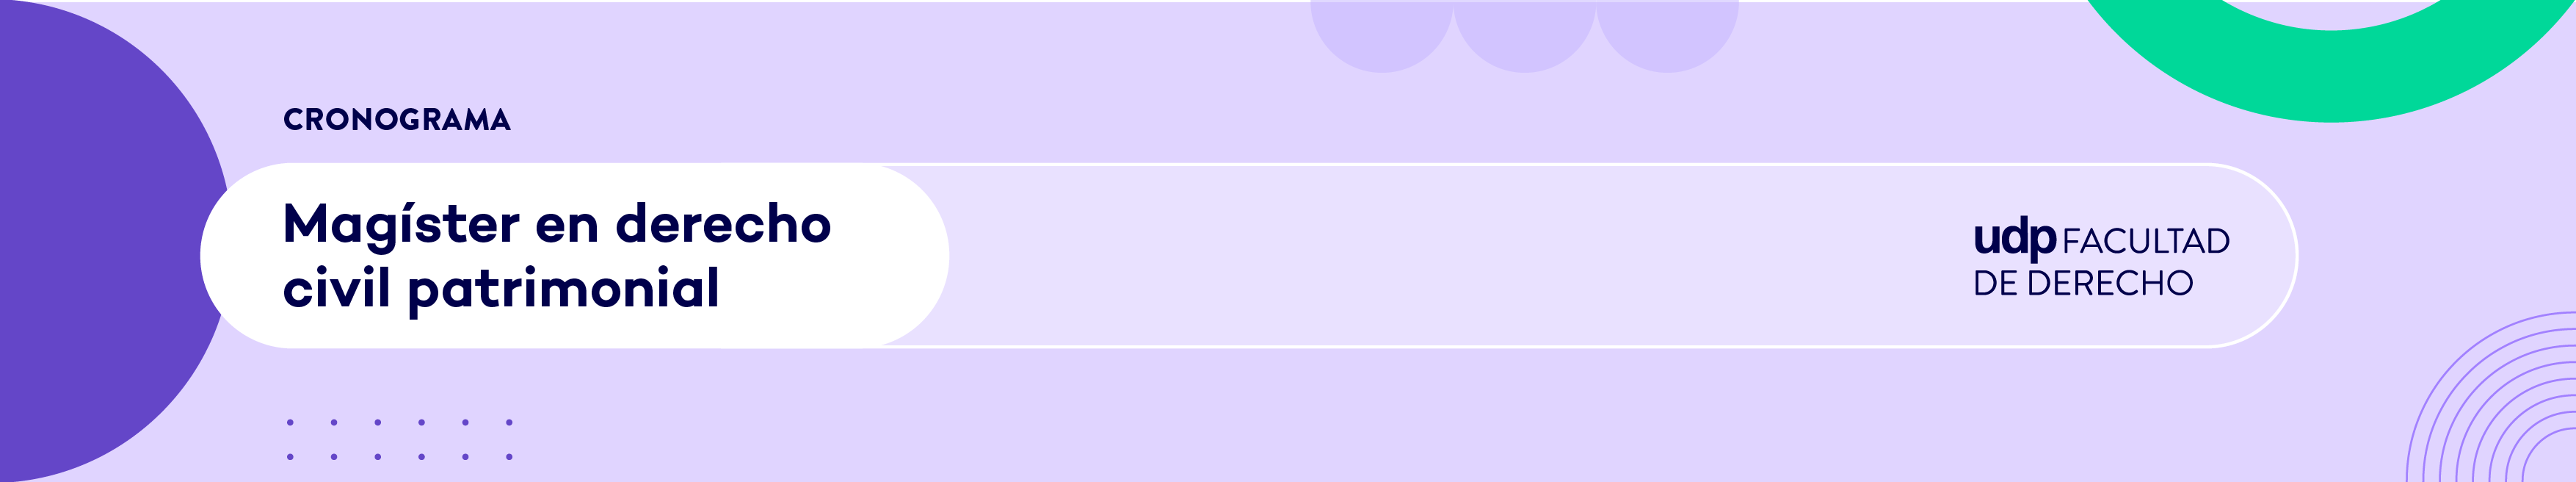 CRONOGRAMA
Magíster en derecho
civil patrimonial
udp FACULTAD
DE DERECHO